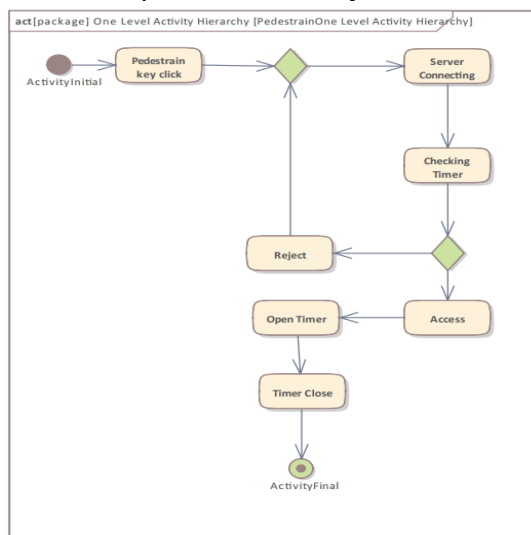 act[package] One Level Activity Hierarchy [PedestrainOne Level Activity Hierarchy]
Pedestrain
key click
ActivityInitial
Server
Connecting
Checking
Timer
Reject
Open Timer
Access
Timer Close
ActivityFinal